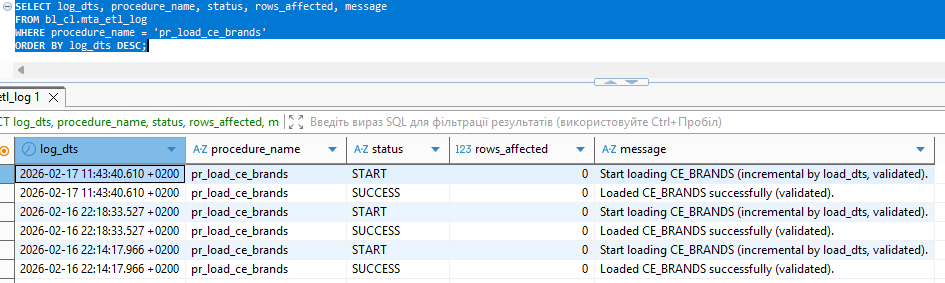 SELECT log_dts, procedure_name, status, rows_affected, message
FROM bl_cl.mta_etl_log
WHERE procedure_name = 'pr_load_ce_brands'
ORDER BY log_dts DESC;
etl_log 1
CT log_dts, procedure_name, status, rows_affected, m Введіть вираз SQL для фільтрації результатів (використовуйте Ctrl+Пробіл)
log_dts A-Z procedure_name A-Z status 123 rows_affected A-Z message
2026-02-17 11:43:40.610 +0200 pr_load_ce_brands START 0 Start loading CE_BRANDS (incremental by load_dts, validated).
2026-02-17 11:43:40.610 +0200 pr_load_ce_brands SUCCESS 0 Loaded CE_BRANDS successfully (validated).
2026-02-16 22:18:33.527 +0200 pr_load_ce_brands START 0 Start loading CE_BRANDS (incremental by load_dts, validated).
2026-02-16 22:18:33.527 +0200 pr_load_ce_brands SUCCESS 0 Loaded CE_BRANDS successfully (validated).
2026-02-16 22:14:17.966 +0200 pr_load_ce_brands START 0 Start loading CE_BRANDS (incremental by load_dts, validated).
2026-02-16 22:14:17.966 +0200 pr_load_ce_brands SUCCESS 0 Loaded CE_BRANDS successfully (validated).